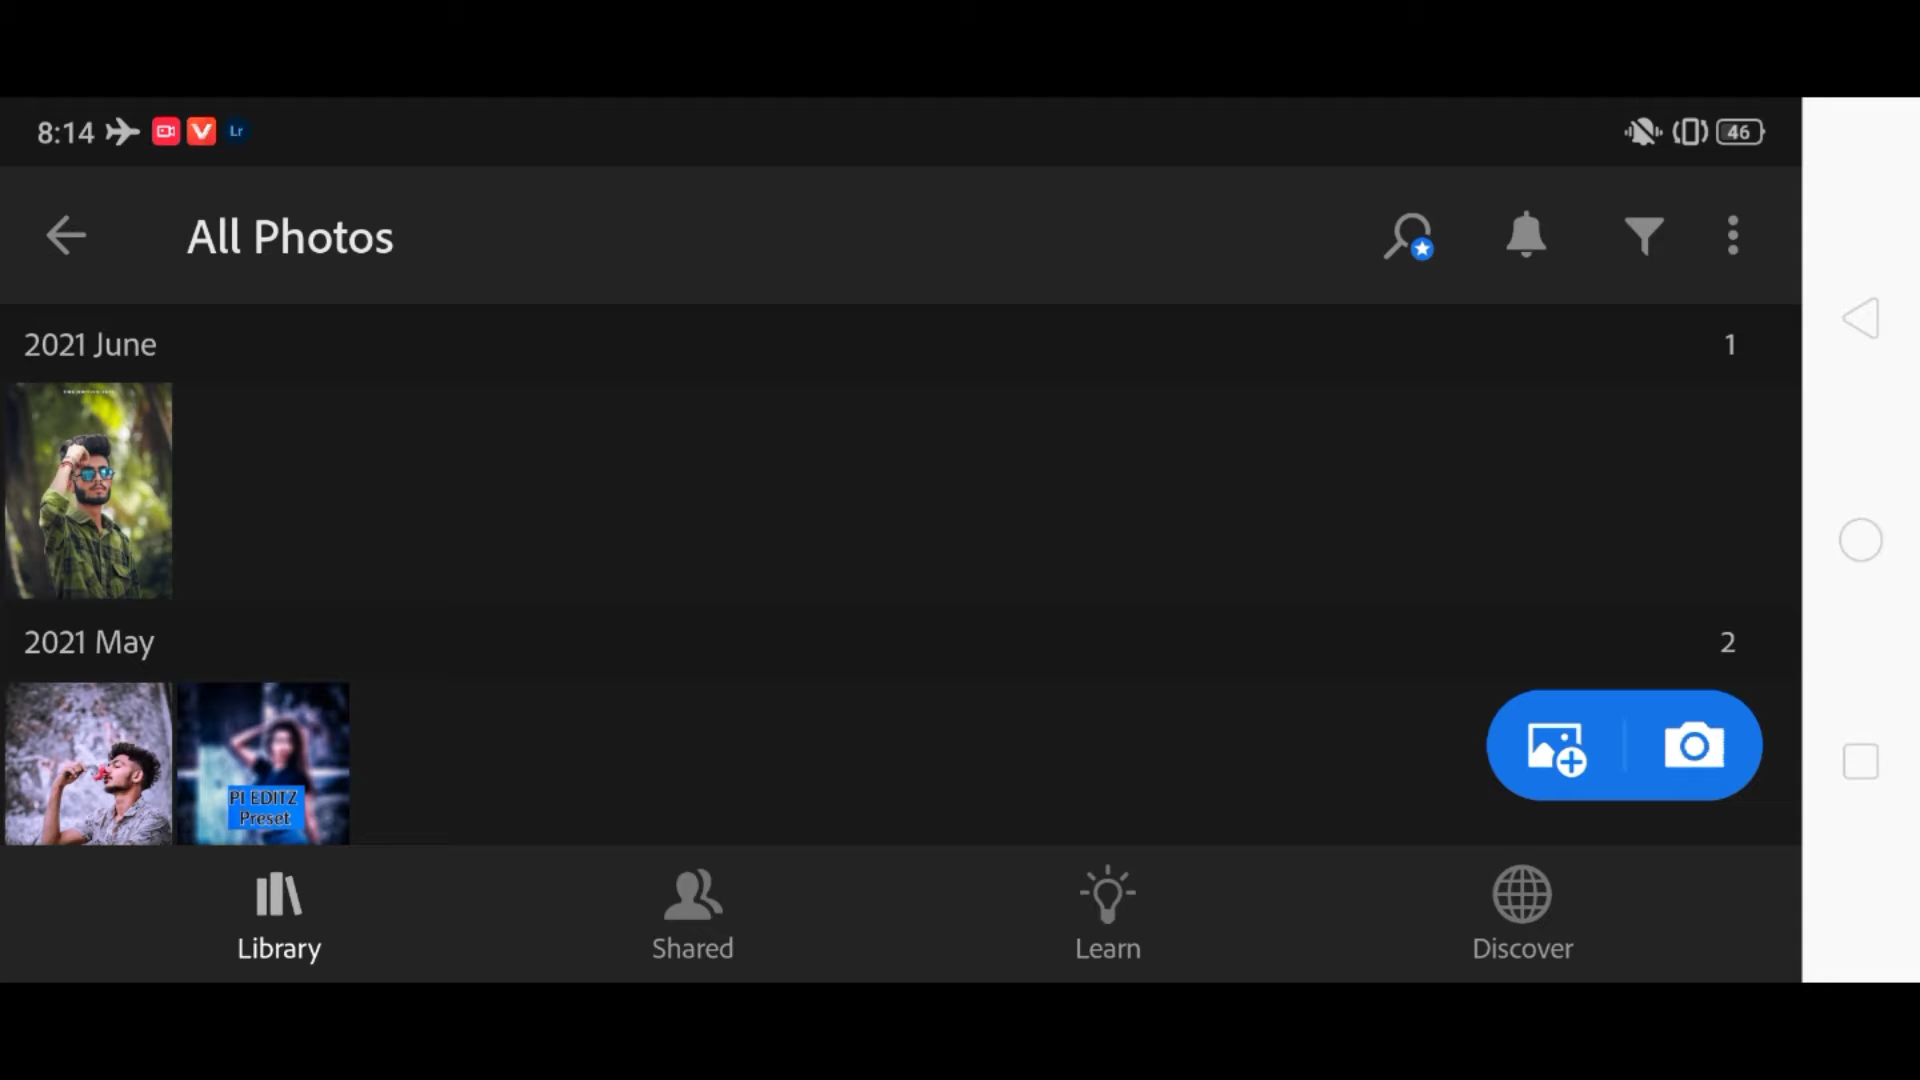 8:14
Lr
46
All Photos
2021 June
1
2021 May
2
PI EDITZ
Preset
Library
Shared
Learn
Discover